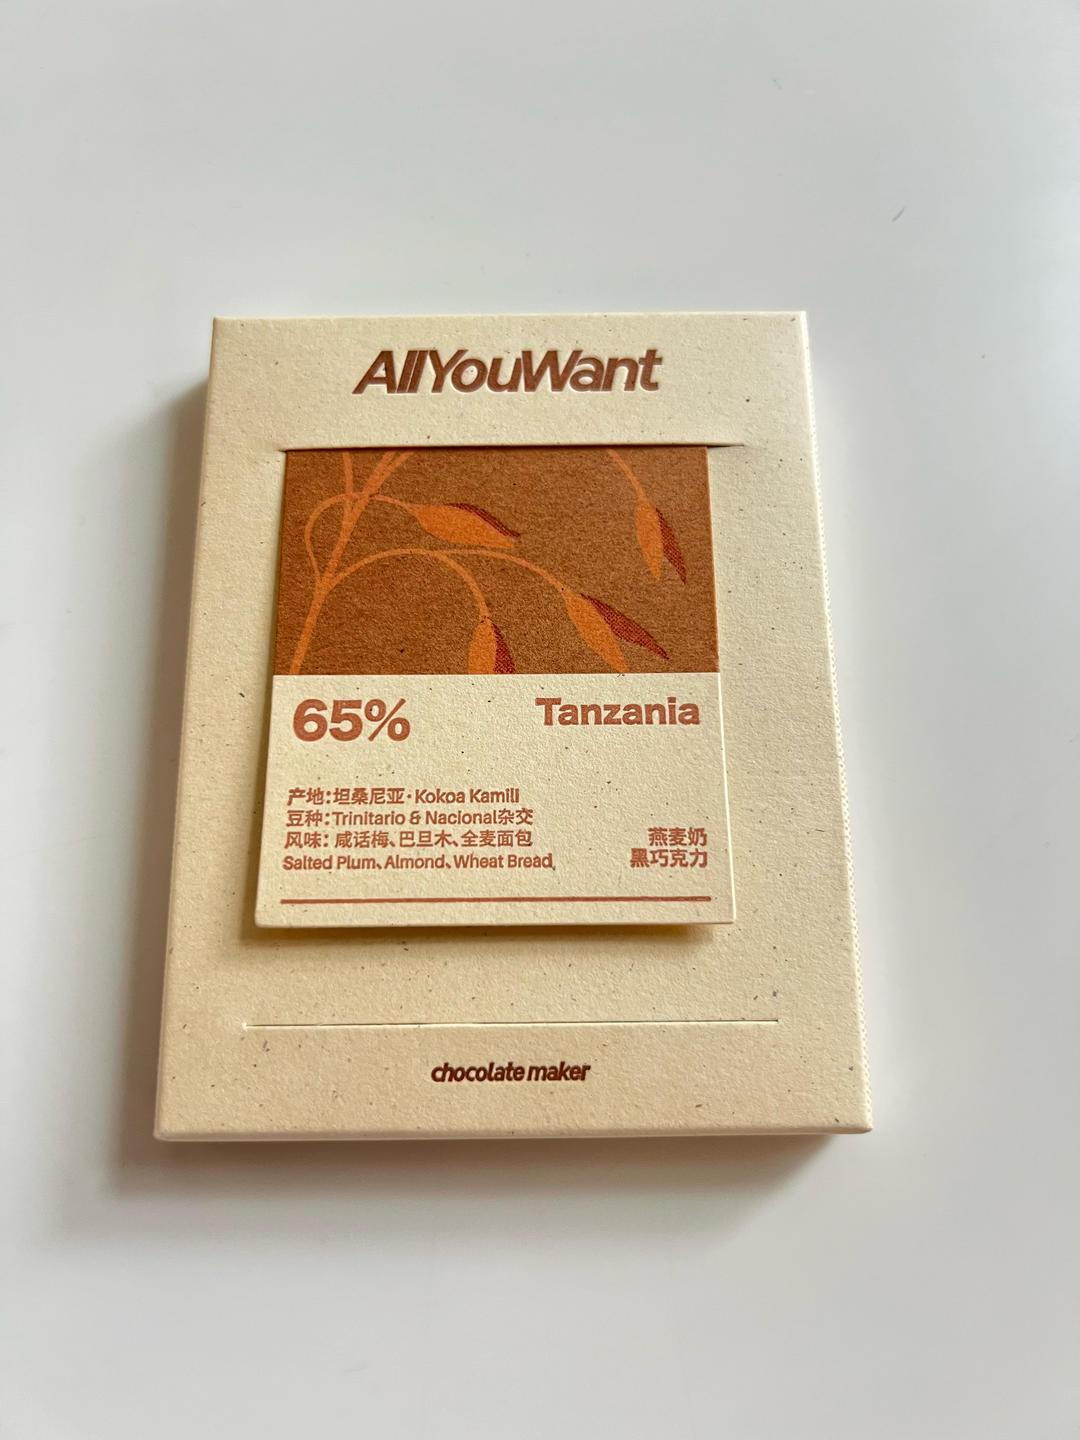 AllYouWant
65%
Tanzania
产地：坦桑尼亚·Kokoa Kamili
豆种：Trinitario & Nacional杂交
风味：咸话梅、巴旦木、全麦面包
Salted Plum、Almond、Wheat Bread
燕麦奶
黑巧克力
chocolate maker